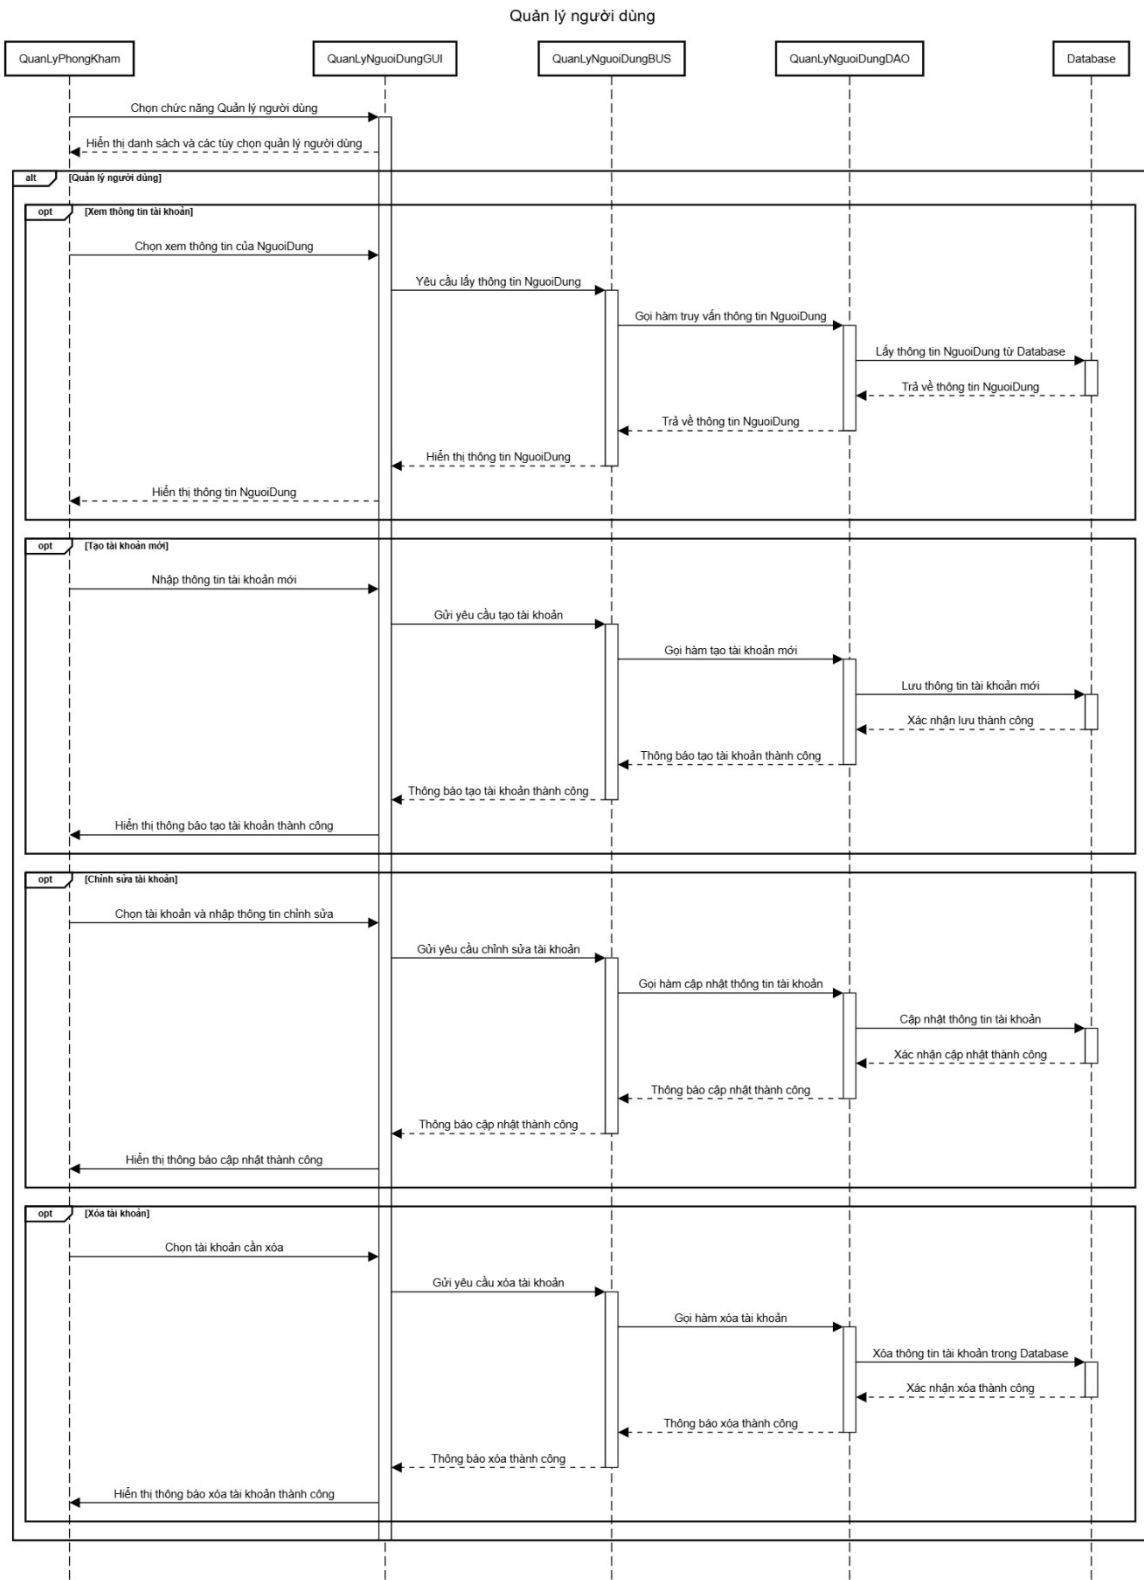 Quản lý người dùng
QuanLyPhongKham
QuanLyNguoiDungGUI
QuanLyNguoiDungBUS
QuanLyNguoiDungDAO
Database
Chọn chức năng Quản lý người dùng
Hiển thị danh sách và các tùy chọn quản lý người dùng
alt
[Quản lý người dùng]
opt
[Xem thông tin tài khoản]
Chọn xem thông tin của NguoiDung
Yêu cầu lấy thông tin NguoiDung
Gọi hàm truy vấn thông tin NguoiDung
Lấy thông tin NguoiDung từ Database
Trả về thông tin NguoiDung
Trả về thông tin NguoiDung
Hiển thị thông tin NguoiDung
Hiển thị thông tin NguoiDung
opt
[Tạo tài khoản mới]
Nhập thông tin tài khoản mới
Gửi yêu cầu tạo tài khoản
Gọi hàm tạo tài khoản mới
Lưu thông tin tài khoản mới
Xác nhận lưu thành công
Thông báo tạo tài khoản thành công
Thông báo tạo tài khoản thành công
Hiển thị thông báo tạo tài khoản thành công
opt
[Chỉnh sửa tài khoản]
Chọn tài khoản và nhập thông tin chỉnh sửa
Gửi yêu cầu chỉnh sửa tài khoản
Gọi hàm cập nhật thông tin tài khoản
Cập nhật thông tin tài khoản
Xác nhận cập nhật thành công
Thông báo cập nhật thành công
Thông báo cập nhật thành công
Hiển thị thông báo cập nhật thành công
opt
[Xóa tài khoản]
Chọn tài khoản cần xóa
Gửi yêu cầu xóa tài khoản
Gọi hàm xóa tài khoản
Xóa thông tin tài khoản trong Database
Xác nhận xóa thành công
Thông báo xóa thành công
Thông báo xóa thành công
Hiển thị thông báo xóa tài khoản thành công